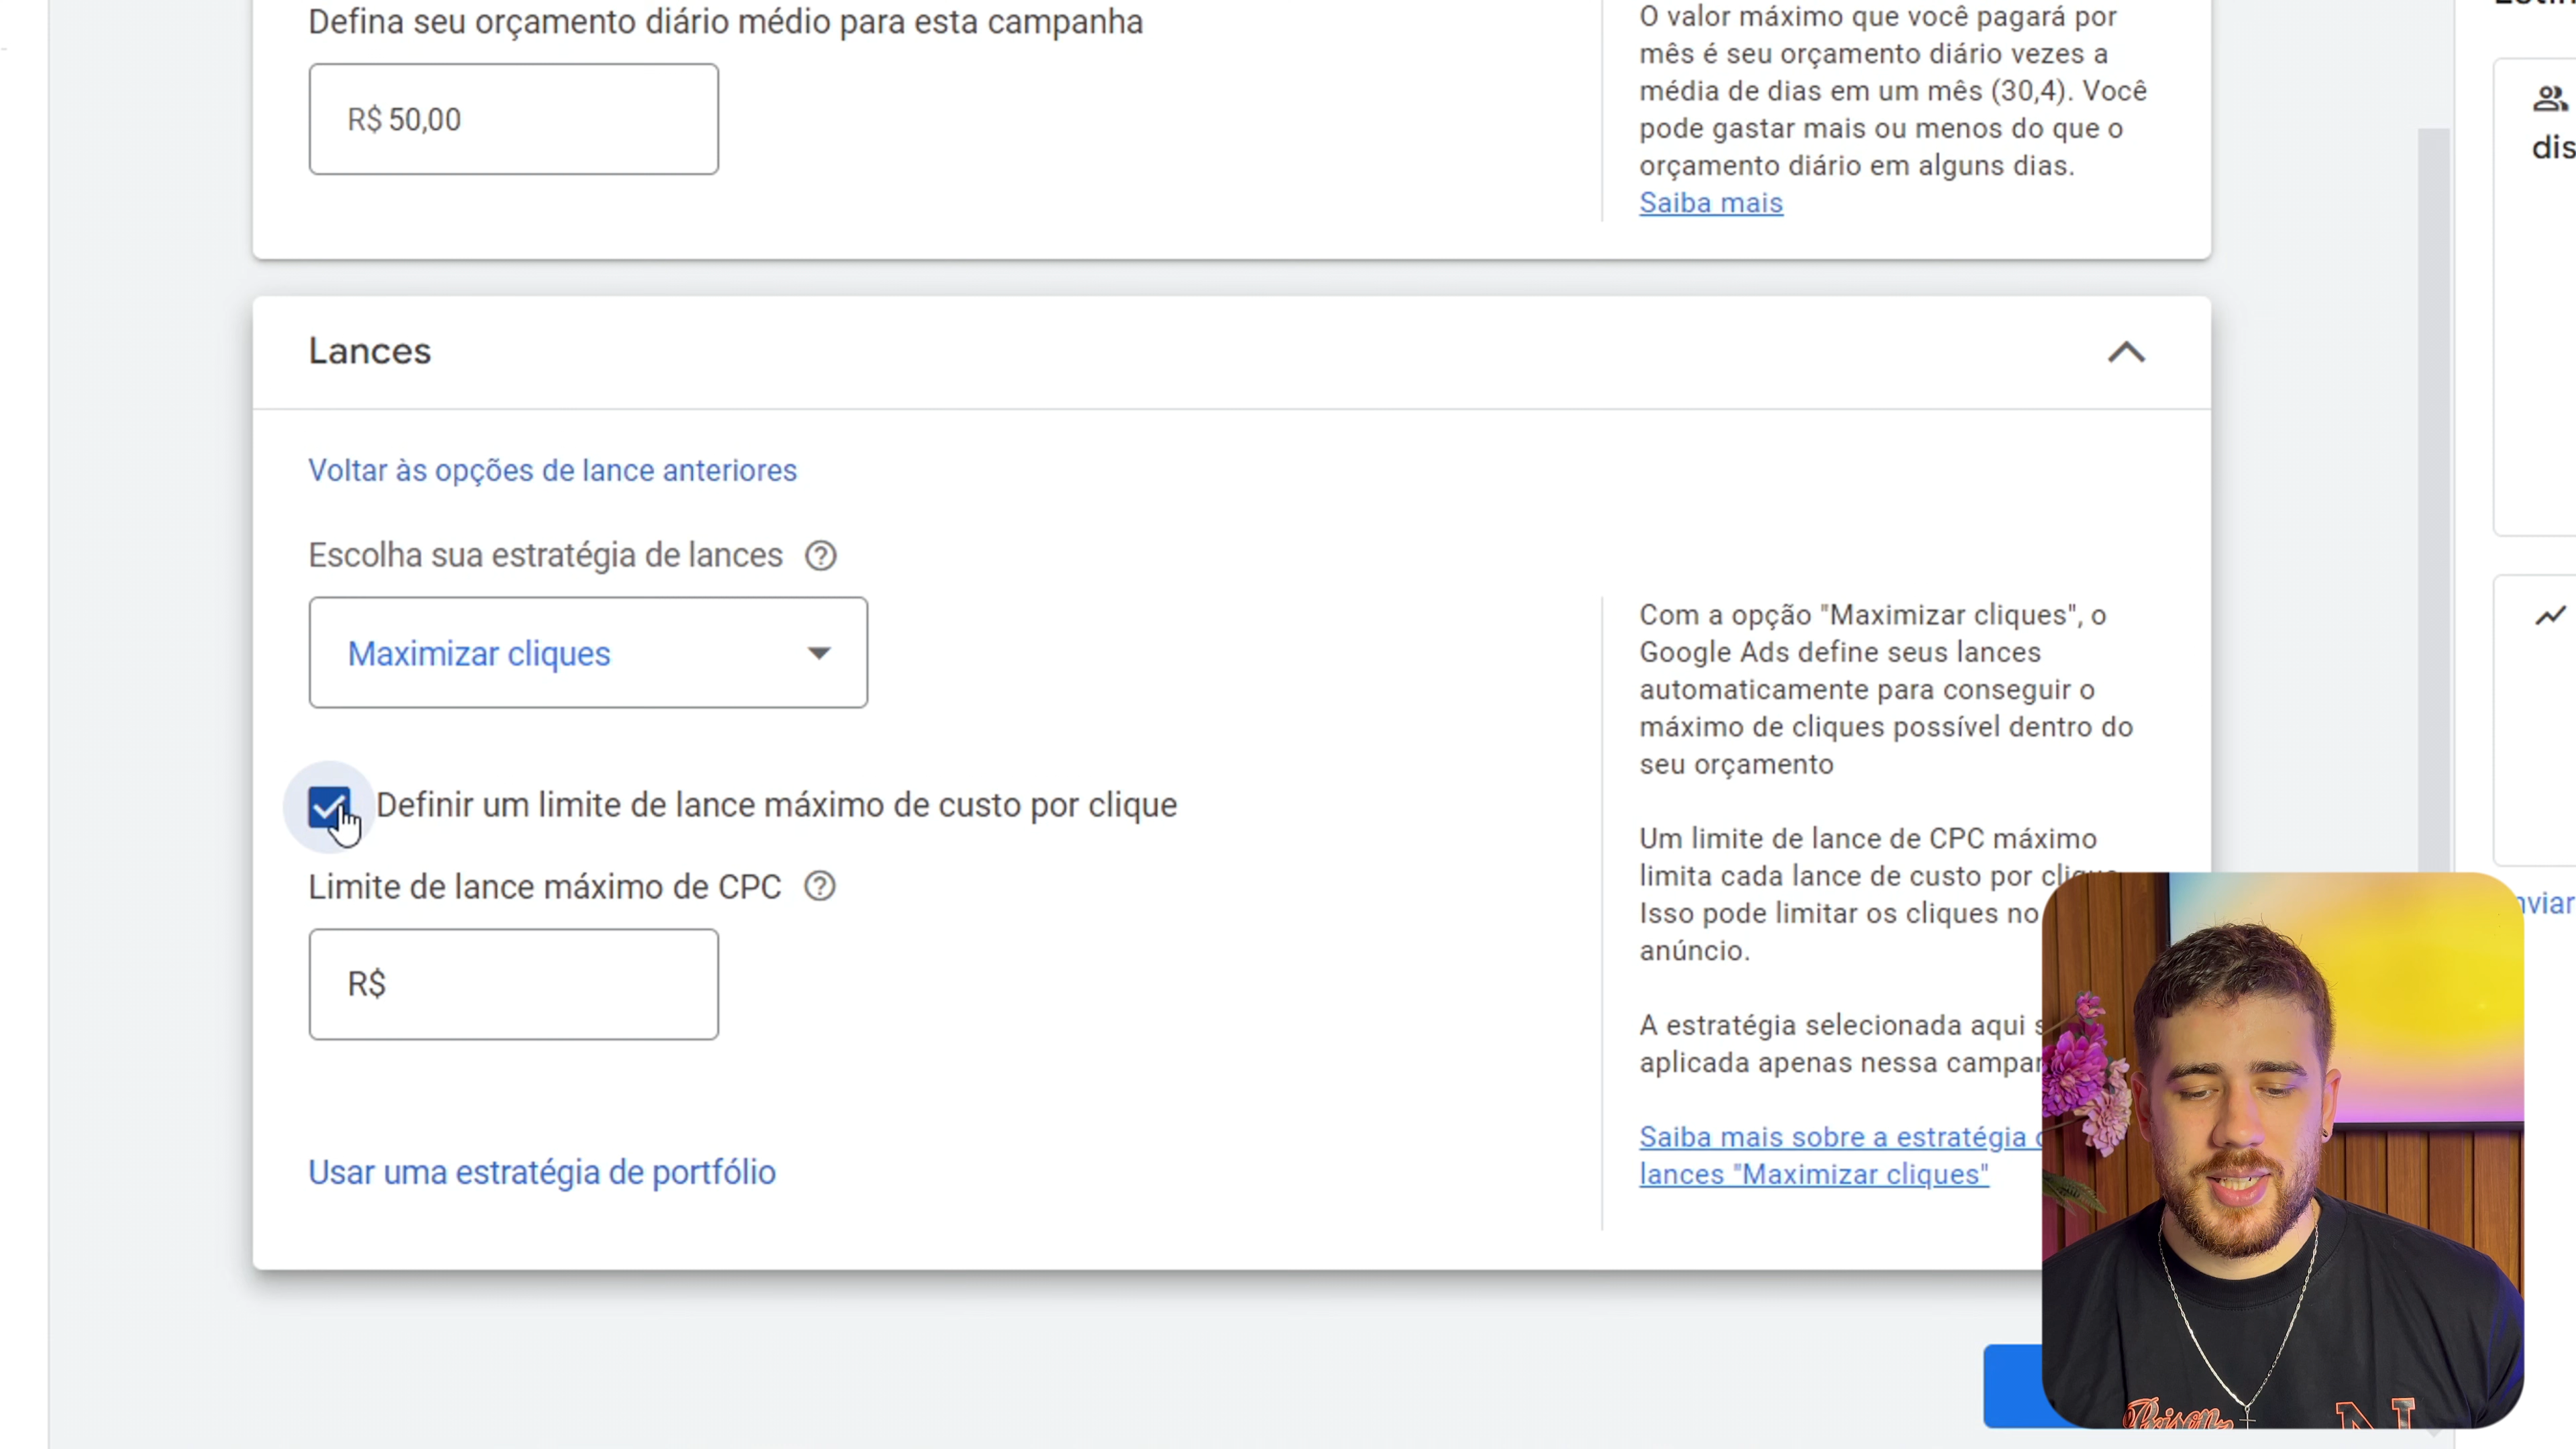 Defina seu orçamento diário médio para esta campanha
R$ 50,00
O valor máximo que você pagará por
mês é seu orçamento diário vezes a
média de dias em um mês (30,4). Você
pode gastar mais ou menos do que o
orçamento diário em alguns dias.
Saiba mais
dis
Lances
Voltar às opções de lance anteriores
Escolha sua estratégia de lances
Maximizar cliques
Definir um limite de lance máximo de custo por clique
Limite de lance máximo de CPC
R$
Usar uma estratégia de portfólio
Com a opção "Maximizar cliques", o
Google Ads define seus lances
automaticamente para conseguir o
máximo de cliques possível dentro do
seu orçamento
Um limite de lance de CPC máximo
limita cada lance de custo por clique.
Isso pode limitar os cliques no
anúncio.
A estratégia selecionada aqui s
aplicada apenas nessa campan
Saiba mais sobre a estratégia
lances "Maximizar cliques"
nviar
N